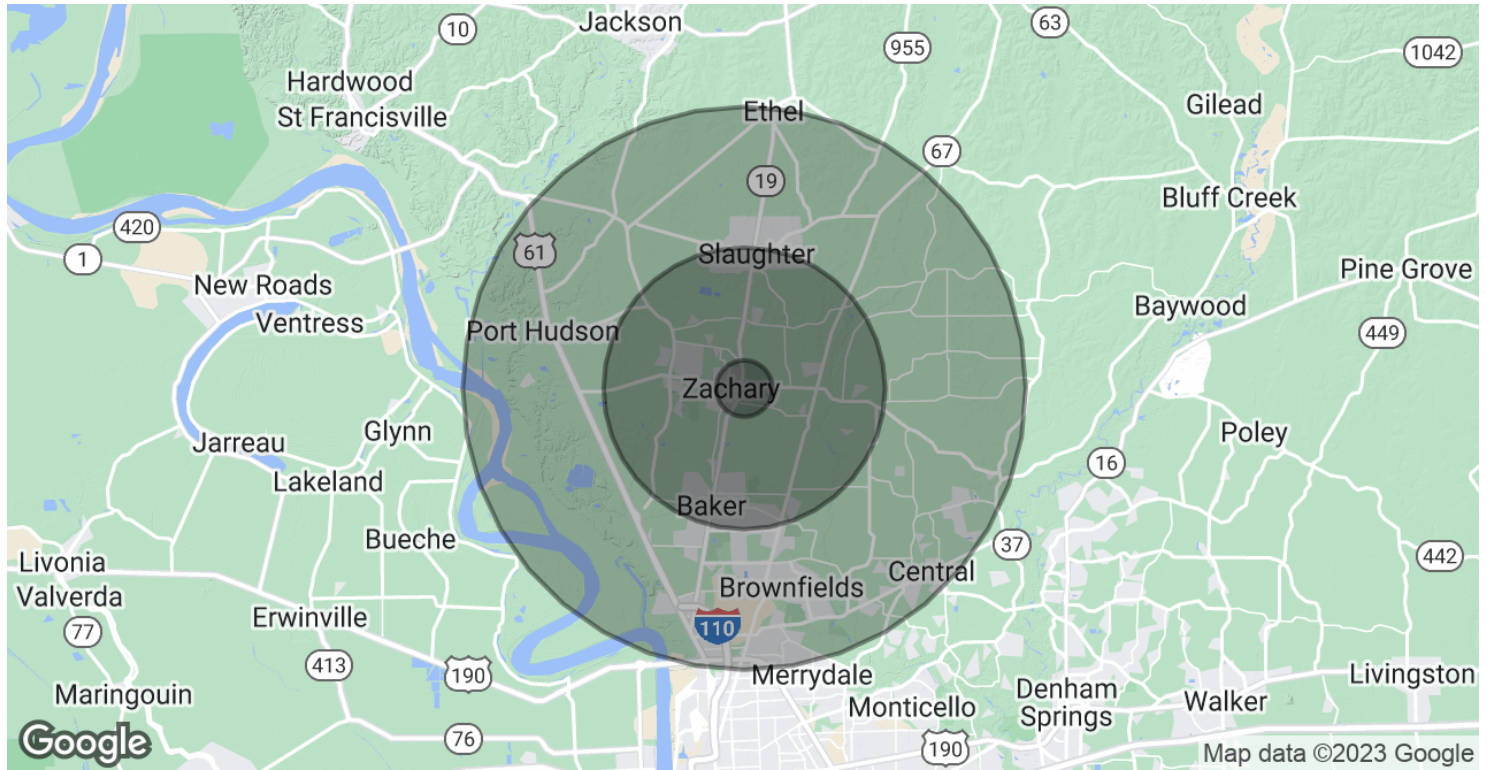 Jackson
10
63
955
1042
Hardwood
St Francisville
Ethel
Gilead
67
19
Bluff Creek
420
61
Slaughter
1
Pine Grove
New Roads
Baywood
Ventress
Port Hudson
449
Zachary
Glynn
Poley
Jarreau
16
Lakeland
Baker
Bueche
37
442
Livonia
Central
Valverda
Brownfields
Erwinville
77
110
413
190
Merrydale
Livingston
Maringouin
Denham
Springs
Walker
Monticello
76
190
Google
Map data ©2023 Google